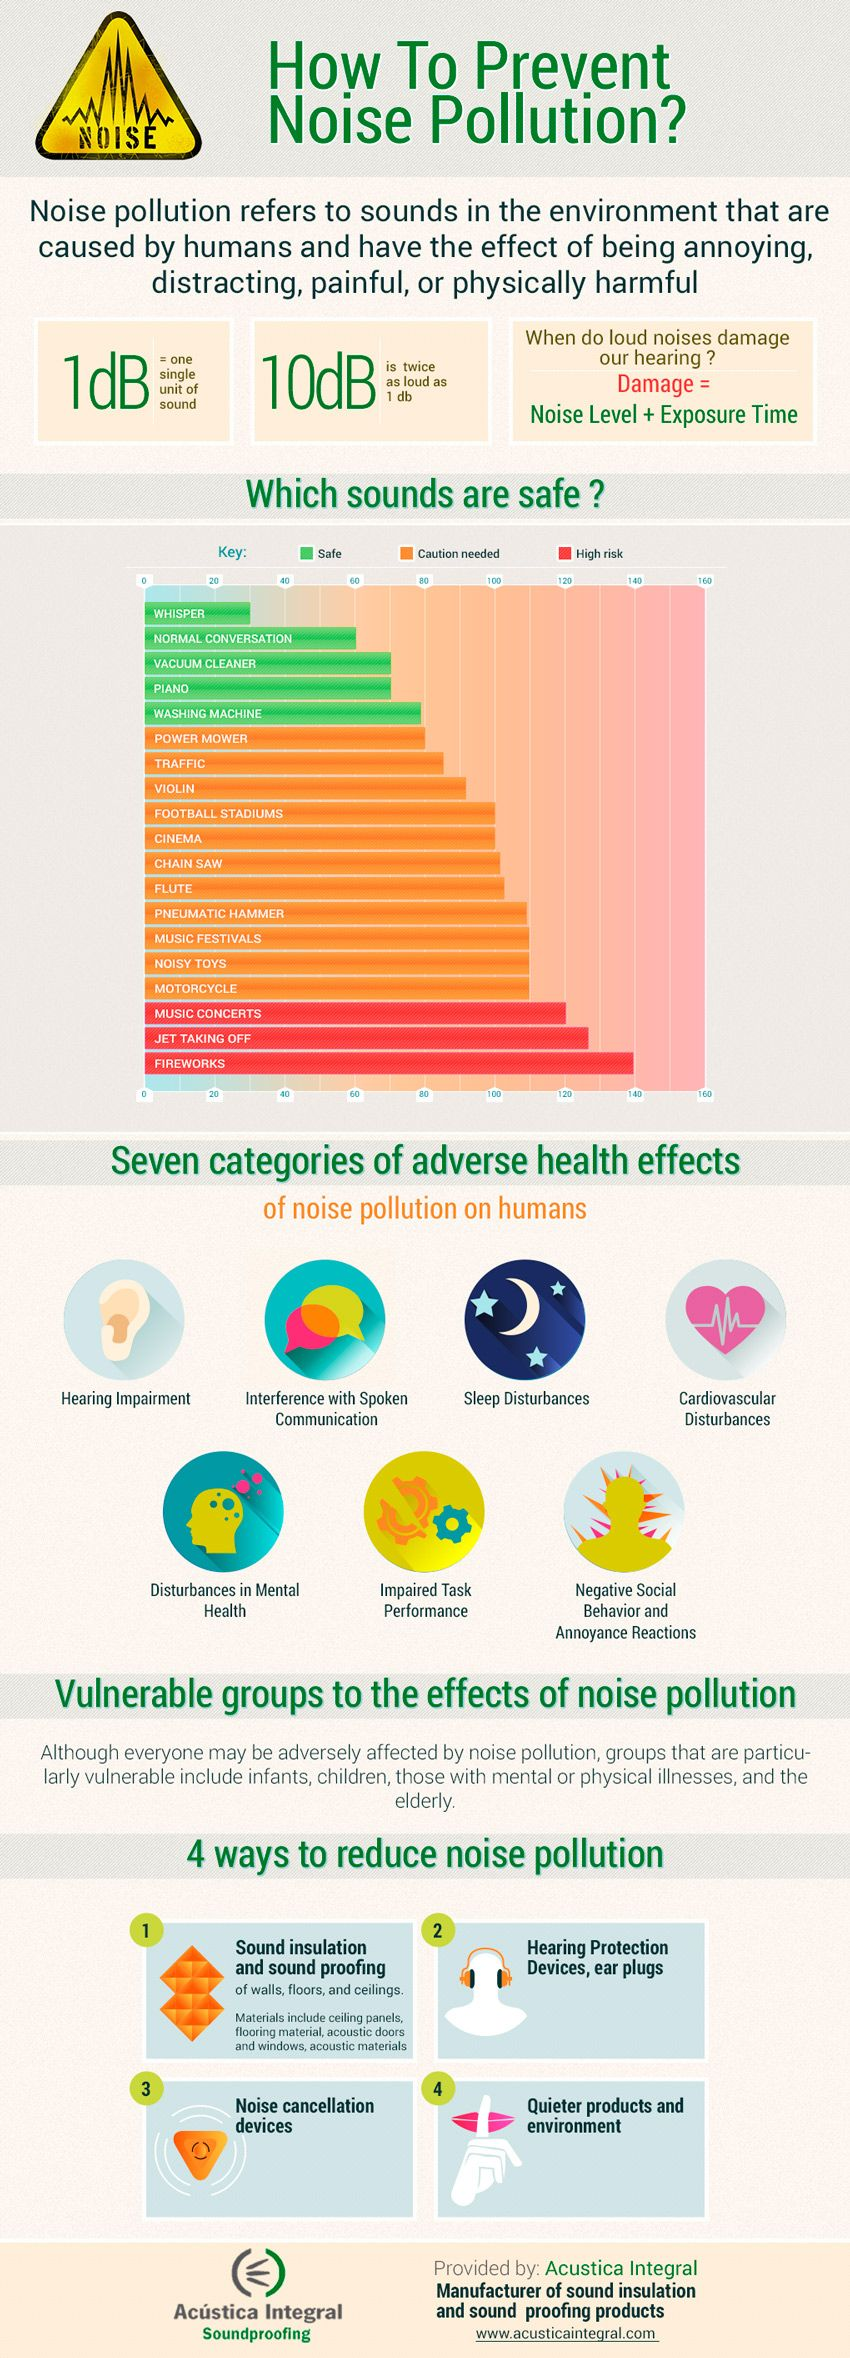 NOISE
How To Prevent
Noise Pollution?
Noise pollution refers to sounds in the environment that are
caused by humans and have the effect of being annoying,
distracting, painful, or physically harmful
1dB
= one
single
unit of
sound
10dB
is twice
as loud as
1 db
When do loud noises damage
our hearing ?
Damage =
Noise Level + Exposure Time
Which sounds are safe ?
Key: Safe Caution needed High risk
0 20 40 60 80 100 120 140 160
WHISPER
NORMAL CONVERSATION
VACUUM CLEANER
PIANO
WASHING MACHINE
POWER MOWER
TRAFFIC
VIOLIN
FOOTBALL STADIUMS
CINEMA
CHAIN SAW
FLUTE
PNEUMATIC HAMMER
MUSIC FESTIVALS
NOISY TOYS
MOTORCYCLE
MUSIC CONCERTS
JET TAKING OFF
FIREWORKS
0 20 40 60 80 100 120 140 160
Seven categories of adverse health effects
of noise pollution on humans
Hearing Impairment
Interference with Spoken
Communication
Sleep Disturbances
Cardiovascular
Disturbances
Disturbances in Mental
Health
Impaired Task
Performance
Negative Social
Behavior and
Annoyance Reactions
Vulnerable groups to the effects of noise pollution
Although everyone may be adversely affected by noise pollution, groups that are particu-
larly vulnerable include infants, children, those with mental or physical illnesses, and the
elderly.
4 ways to reduce noise pollution
1
Sound insulation
and sound proofing
of walls, floors, and ceilings.
Materials include ceiling panels,
flooring material, acoustic doors
and windows, acoustic materials
2
Hearing Protection
Devices, ear plugs
3
Noise cancellation
devices
4
Quieter products and
environment
Acústica Integral
Soundproofing
Provided by: Acustica Integral
Manufacturer of sound insulation
and sound proofing products
www.acusticaintegral.com